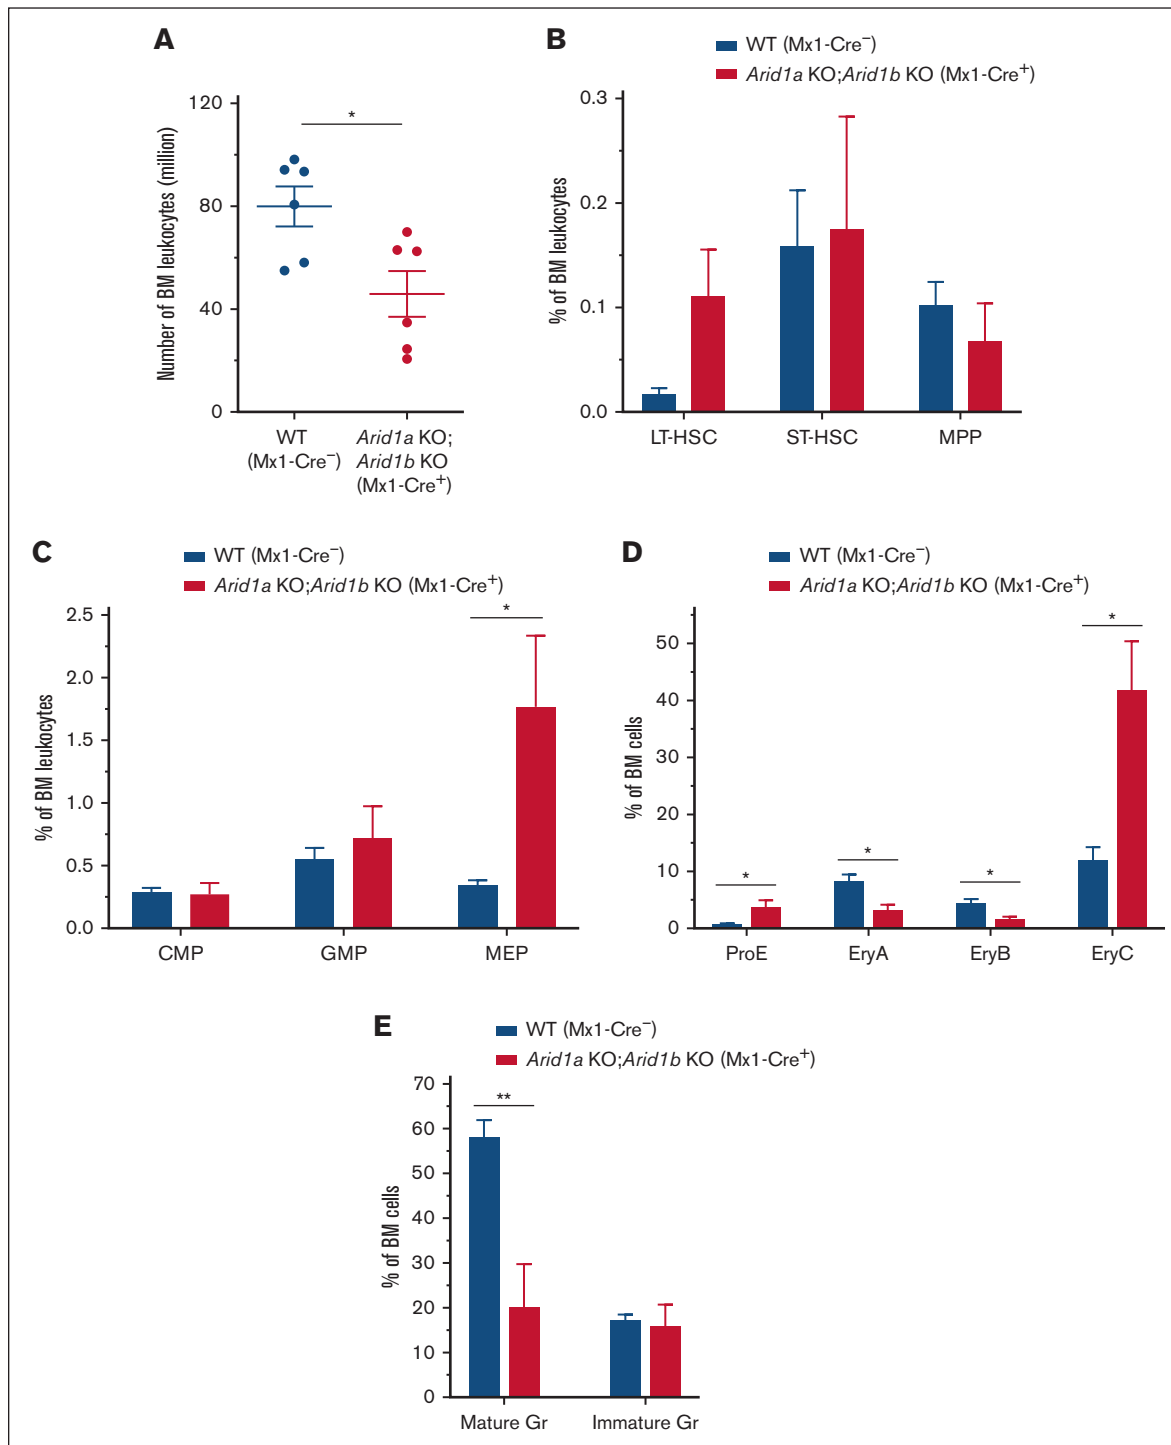 A
Number of BM leukocytes (million)
120
80
40
0
*
WT
(Mx1-Cre⁻)
Arid1a KO;
Arid1b KO
(Mx1-Cre⁺)
B
WT (Mx1-Cre⁻)
Arid1a KO;Arid1b KO (Mx1-Cre⁺)
% of BM leukocytes
0.3
0.2
0.1
0.0
LT-HSC
ST-HSC
MPP
C
WT (Mx1-Cre⁻)
Arid1a KO;Arid1b KO (Mx1-Cre⁺)
% of BM leukocytes
2.5
2.0
1.5
1.0
0.5
0.0
*
CMP
GMP
MEP
D
WT (Mx1-Cre⁻)
Arid1a KO;Arid1b KO (Mx1-Cre⁺)
% of BM cells
50
40
30
20
10
0
*
*
*
*
ProE
EryA
EryB
EryC
E
WT (Mx1-Cre⁻)
Arid1a KO;Arid1b KO (Mx1-Cre⁺)
% of BM cells
70
60
50
40
30
20
10
0
**
Mature Gr
Immature Gr